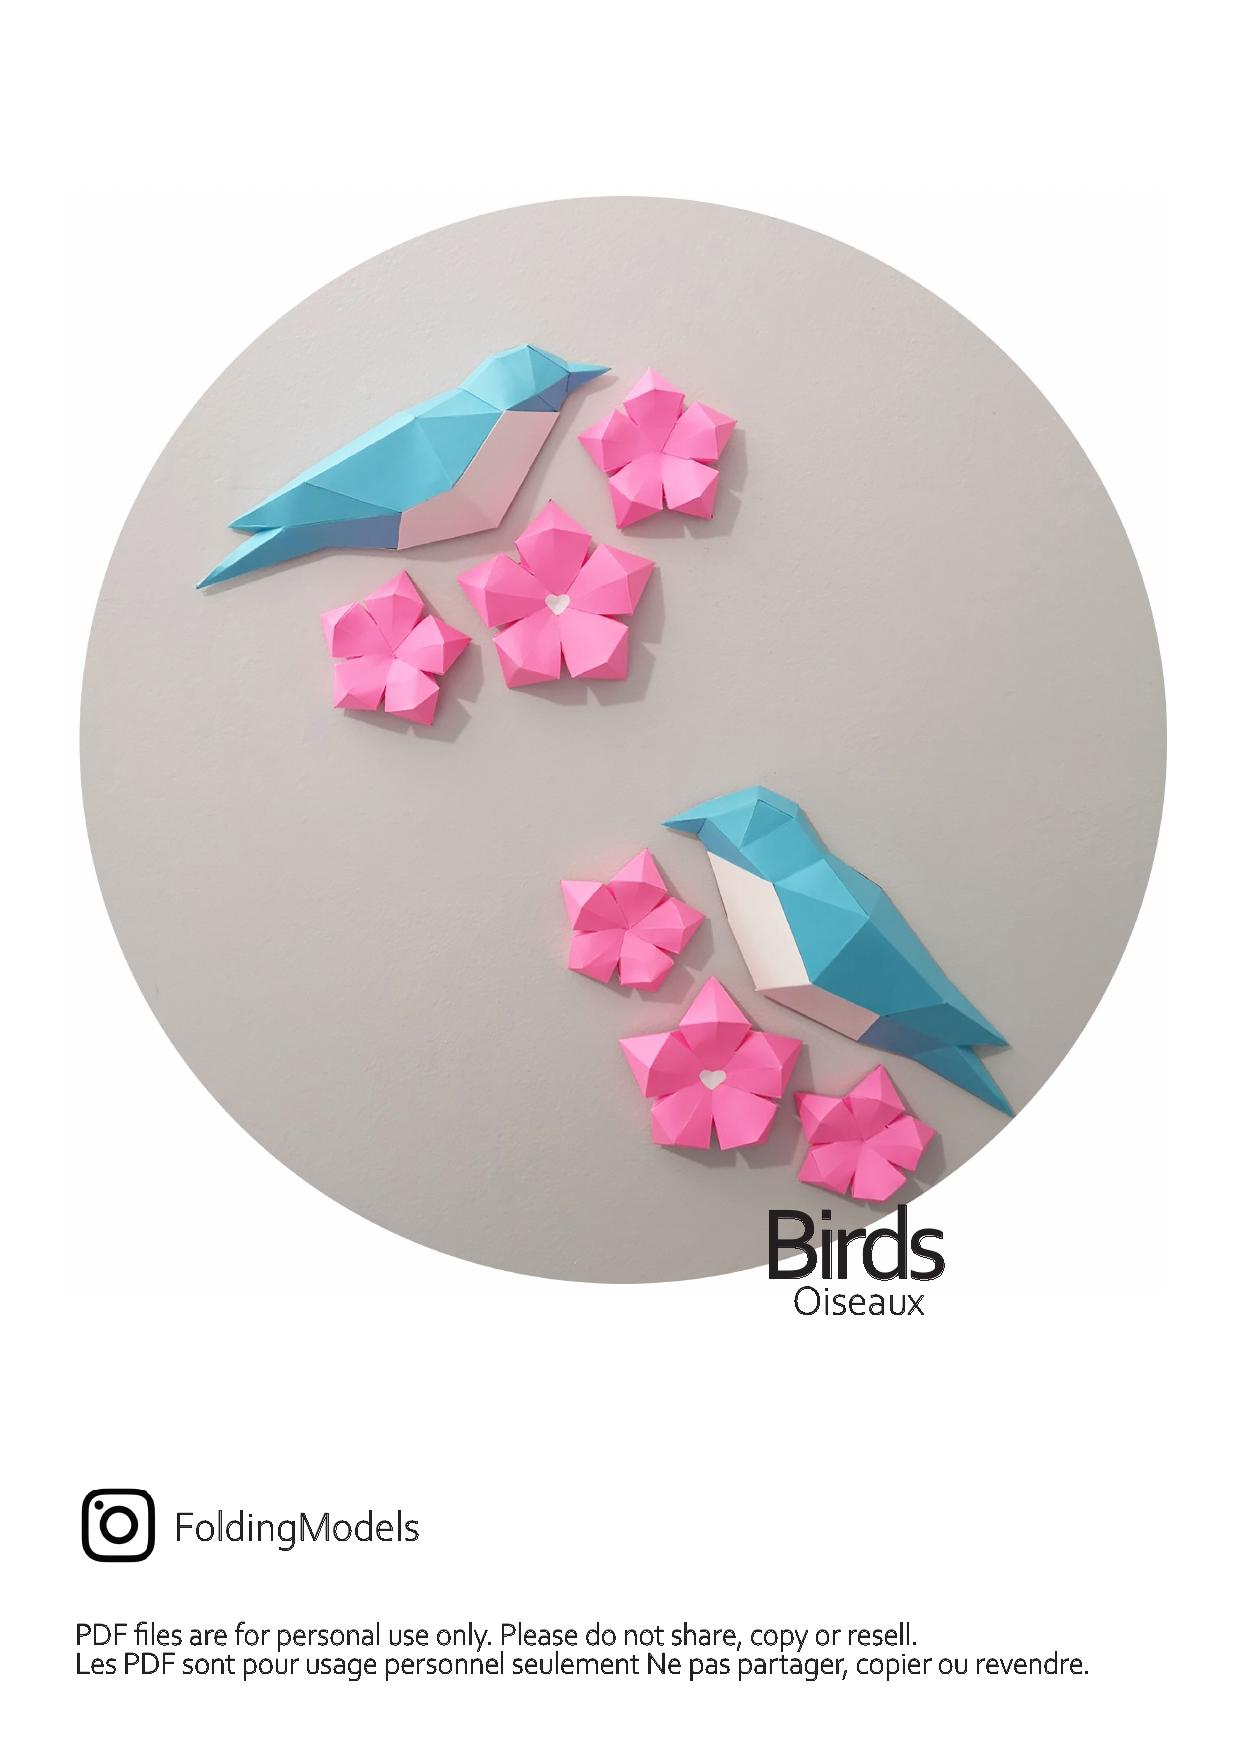 Birds
Oiseaux
FoldingModels
PDF files are for personal use only. Please do not share, copy or resell.
Les PDF sont pour usage personnel seulement Ne pas partager, copier ou revendre.